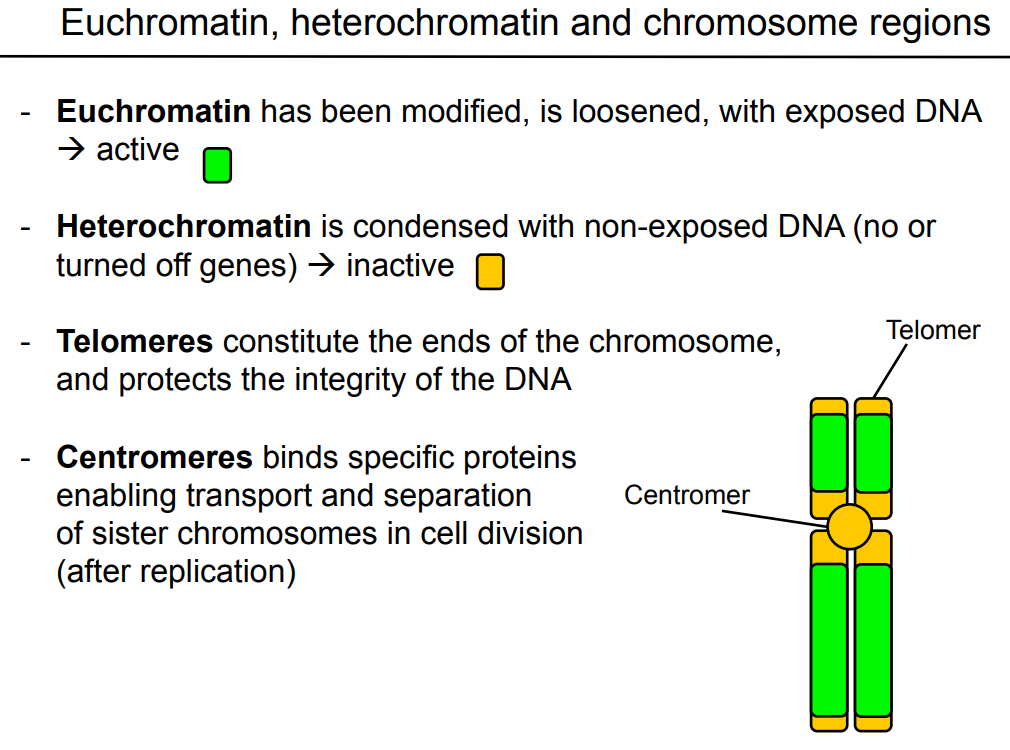 Euchromatin, heterochromatin and chromosome regions
- Euchromatin has been modified, is loosened, with exposed DNA
→ active
- Heterochromatin is condensed with non-exposed DNA (no or
turned off genes) → inactive
- Telomeres constitute the ends of the chromosome,
and protects the integrity of the DNA
- Centromeres binds specific proteins
enabling transport and separation
of sister chromosomes in cell division
(after replication)
Telomer
Centromer